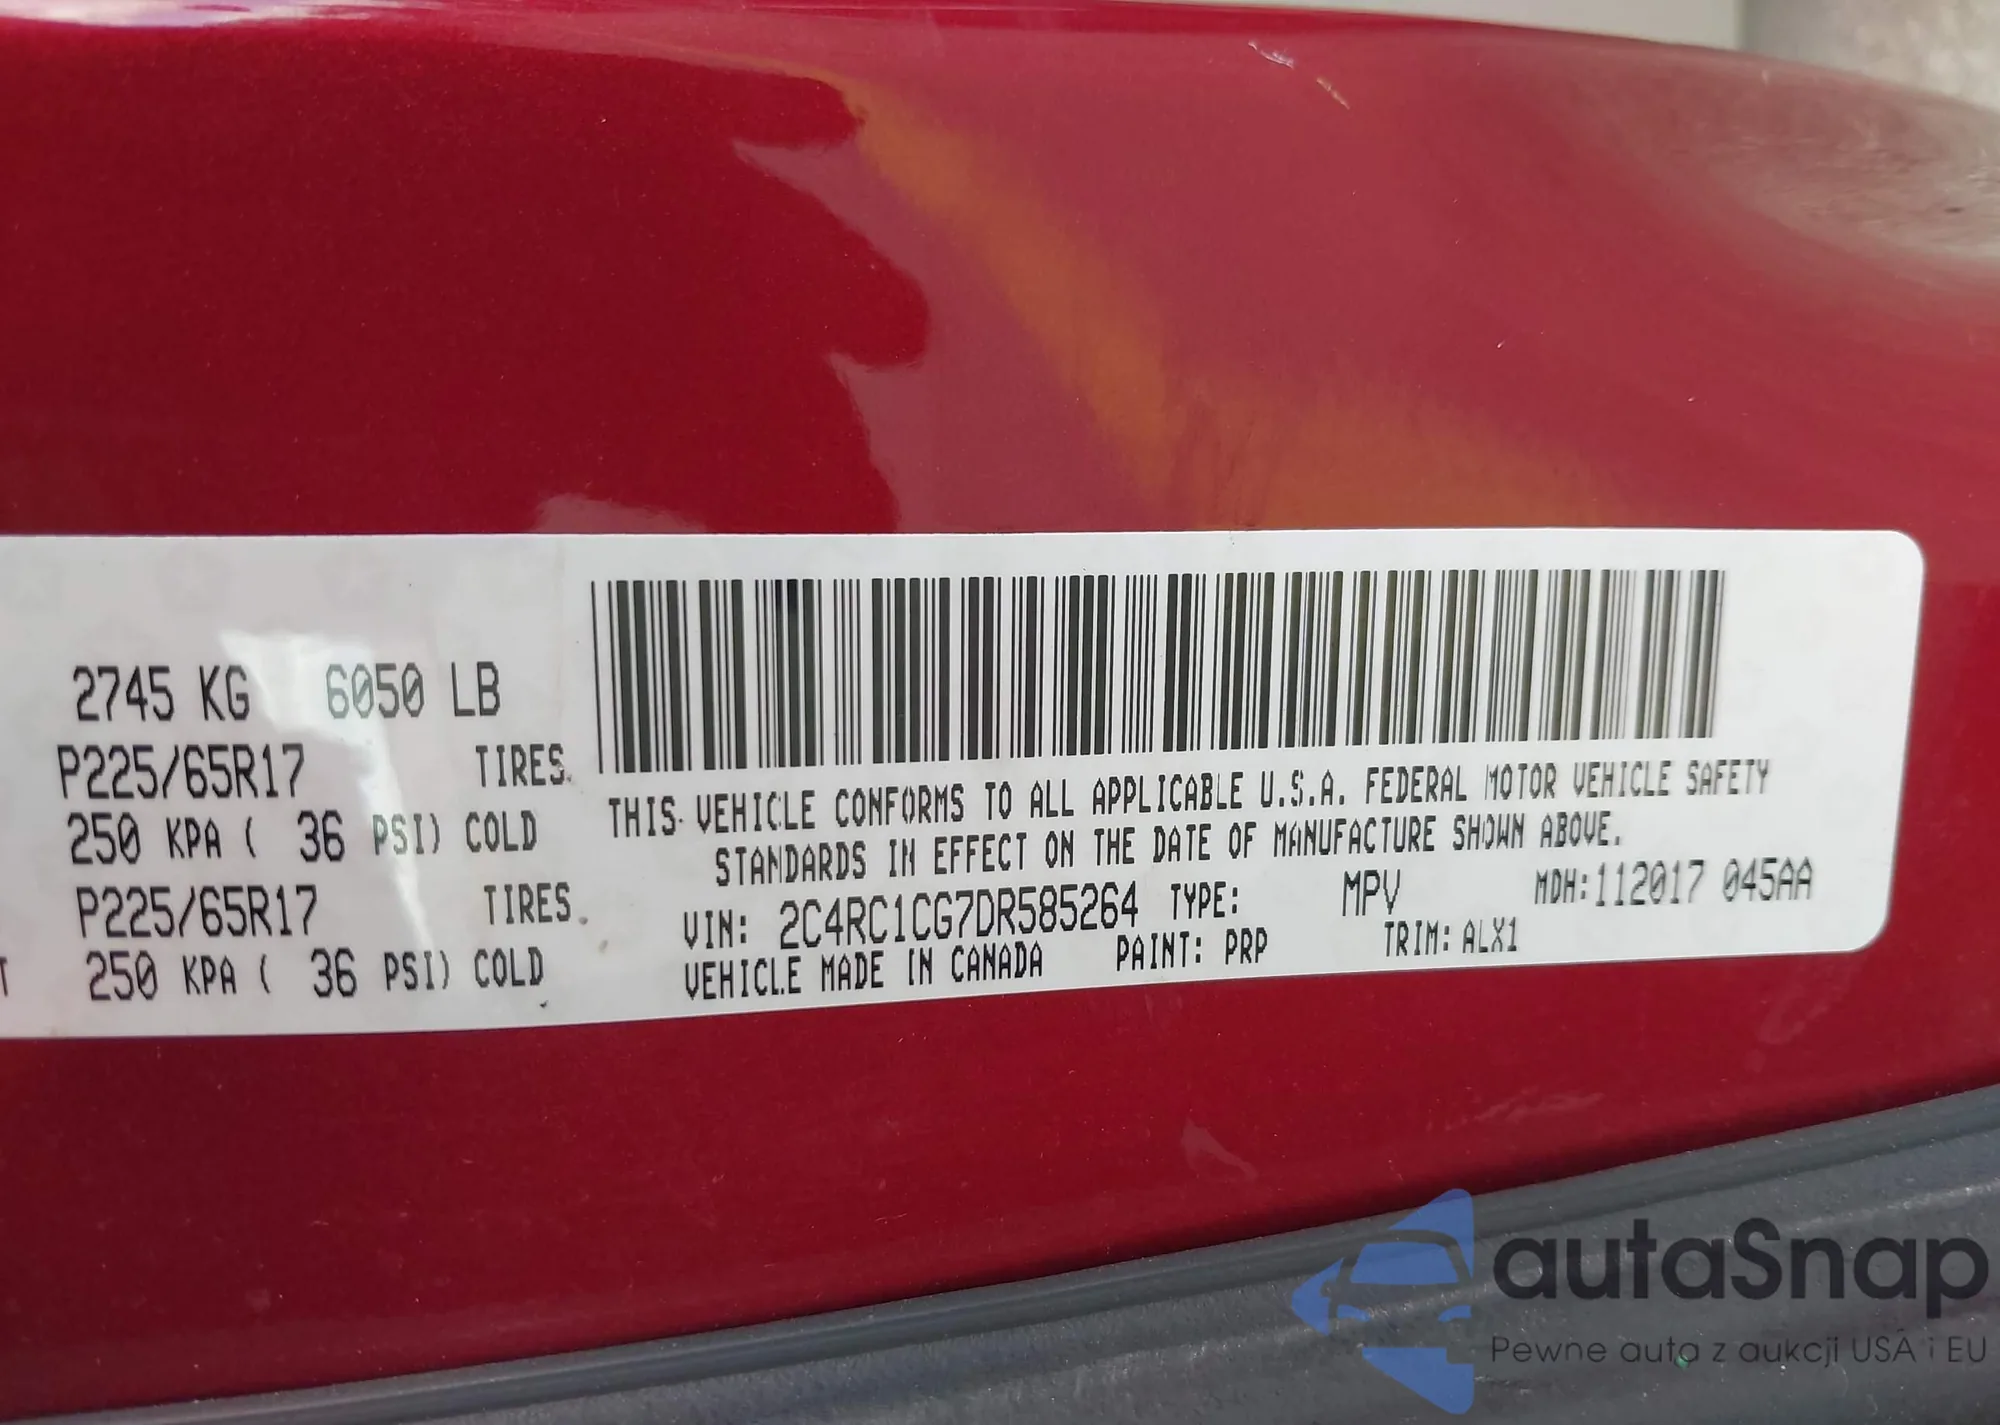 2745 KG 6050 LB
P225/65R17 TIRES
250 KPA ( 36 PSI) COLD
P225/65R17 TIRES
T 250 KPA ( 36 PSI) COLD
THIS VEHICLE CONFORMS TO ALL APPLICABLE U.S.A. FEDERAL MOTOR VEHICLE SAFETY
STANDARDS IN EFFECT ON THE DATE OF MANUFACTURE SHOWN ABOVE.
VIN: 2C4RC1CG7DR585264 TYPE: MPV MDH:112017 045AA
VEHICLE MADE IN CANADA PAINT: PRP TRIM: ALX1
autaSnap
Pewne auta z aukcji USA i EU